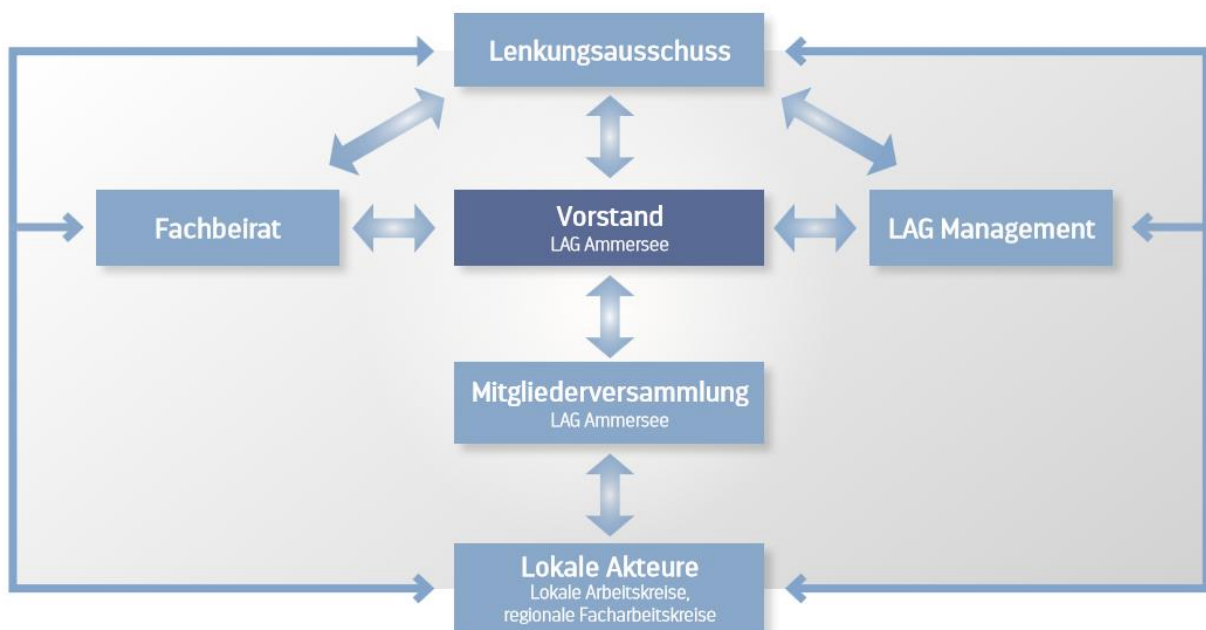 Lenkungsausschuss
Fachbeirat
Vorstand
LAG Ammersee
LAG Management
Mitgliederversammlung
LAG Ammersee
Lokale Akteure
Lokale Arbeitskreise,
regionale Facharbeitskreise